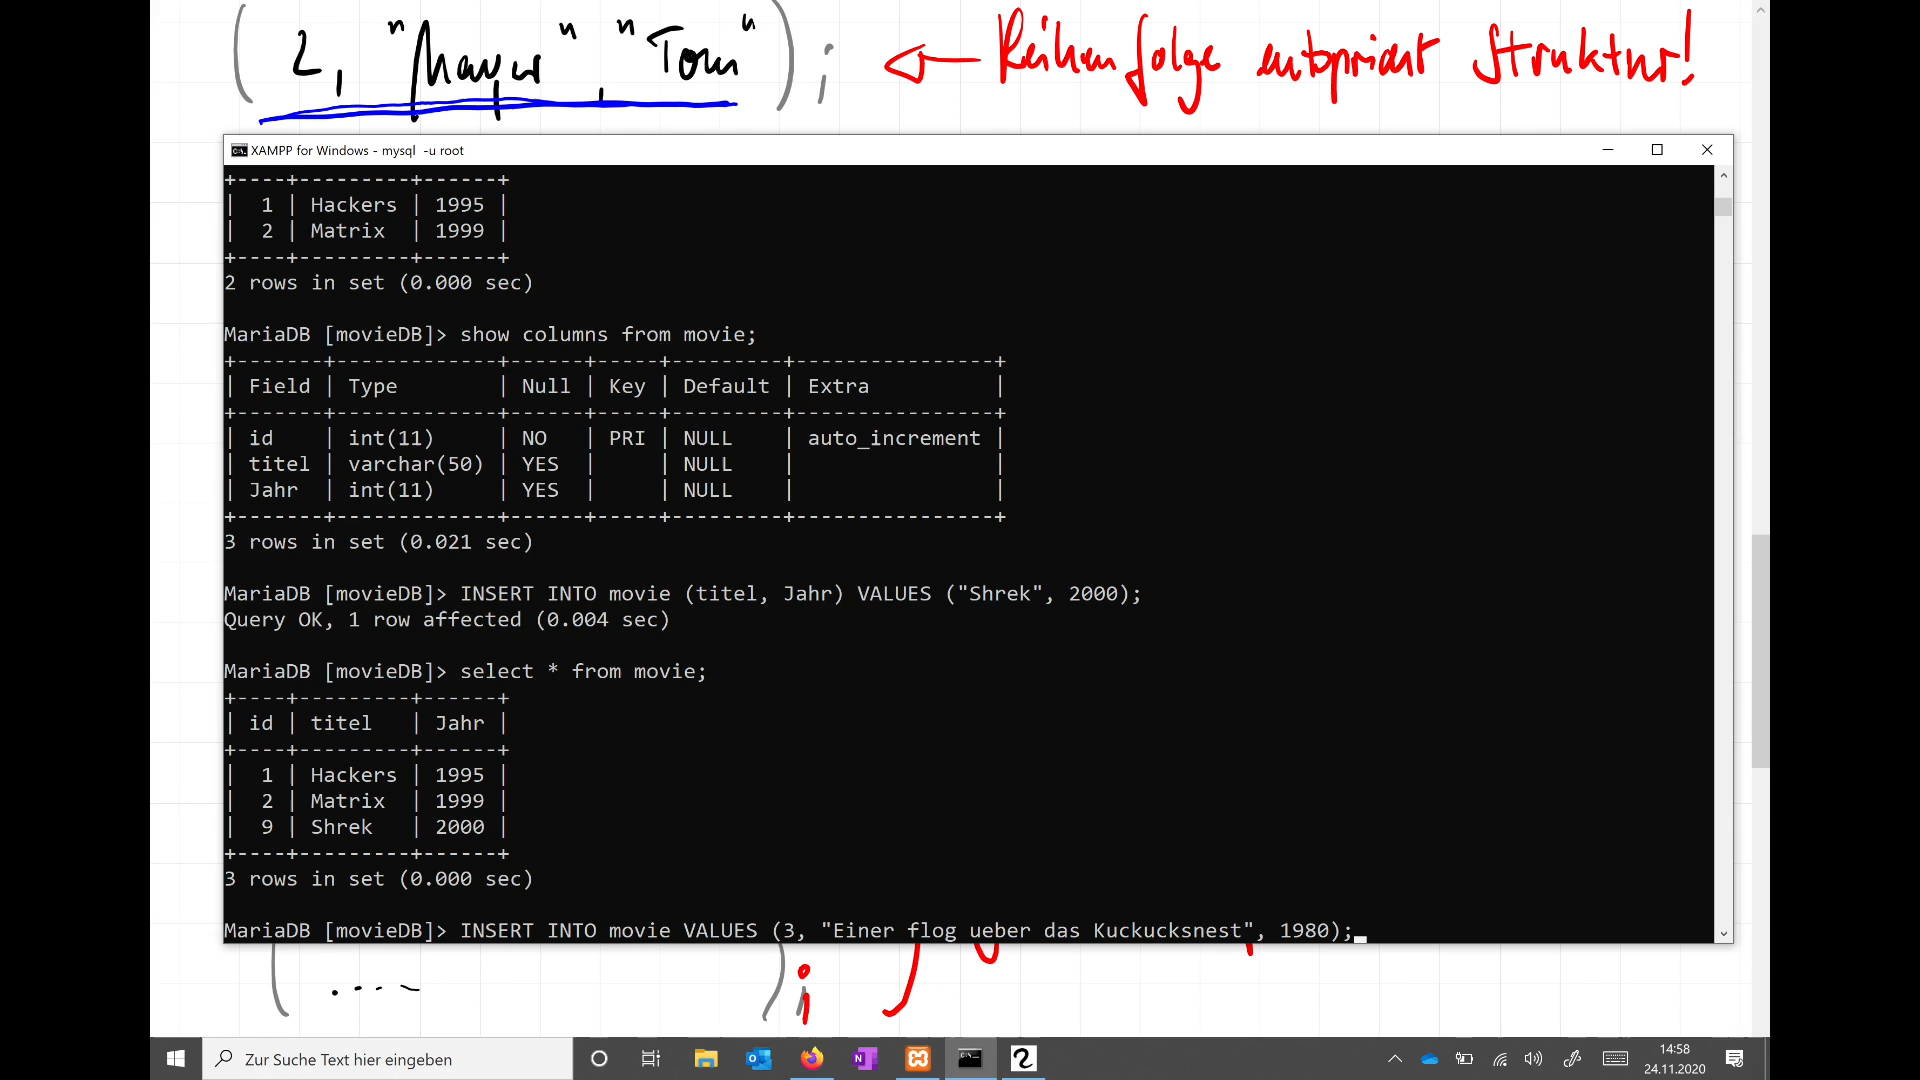 ( 2, "Mayer", "Tom" ); ← Reihenfolge entspricht Struktur!
XAMPP for Windows - mysql  -u root
+----+---------+------+
|  1 | Hackers | 1995 |
|  2 | Matrix  | 1999 |
+----+---------+------+
2 rows in set (0.000 sec)
MariaDB [movieDB]> show columns from movie;
+-------+-------------+------+-----+---------+----------------+
| Field | Type        | Null | Key | Default | Extra          |
+-------+-------------+------+-----+---------+----------------+
| id    | int(11)     | NO   | PRI | NULL    | auto_increment |
| titel | varchar(50) | YES  |     | NULL    |                |
| Jahr  | int(11)     | YES  |     | NULL    |                |
+-------+-------------+------+-----+---------+----------------+
3 rows in set (0.021 sec)
MariaDB [movieDB]> INSERT INTO movie (titel, Jahr) VALUES ("Shrek", 2000);
Query OK, 1 row affected (0.004 sec)
MariaDB [movieDB]> select * from movie;
+----+---------+------+
| id | titel   | Jahr |
+----+---------+------+
|  1 | Hackers | 1995 |
|  2 | Matrix  | 1999 |
|  9 | Shrek   | 2000 |
+----+---------+------+
3 rows in set (0.000 sec)
MariaDB [movieDB]> INSERT INTO movie VALUES (3, "Einer flog ueber das Kuckucksnest", 1980);
( .... );
Zur Suche Text hier eingeben
14:58
24.11.2020